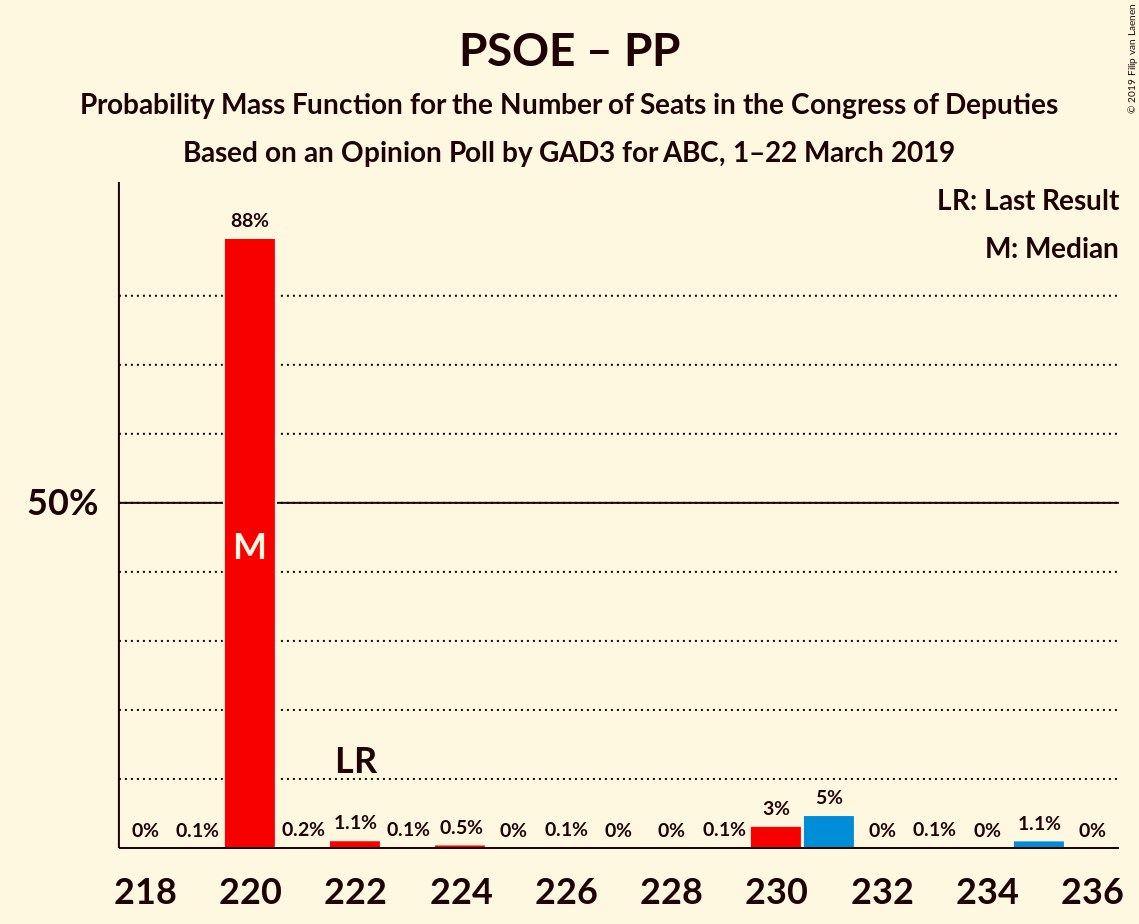 PSOE – PP
Probability Mass Function for the Number of Seats in the Congress of Deputies
Based on an Opinion Poll by GAD3 for ABC, 1–22 March 2019
© 2019 Filip van Laenen
LR: Last Result
M: Median
88%
50%
M
LR
0% 0.1% 0.2% 1.1% 0.1% 0.5% 0% 0.1% 0% 0% 0.1% 3% 5% 0% 0.1% 0% 1.1% 0%
218 220 222 224 226 228 230 232 234 236